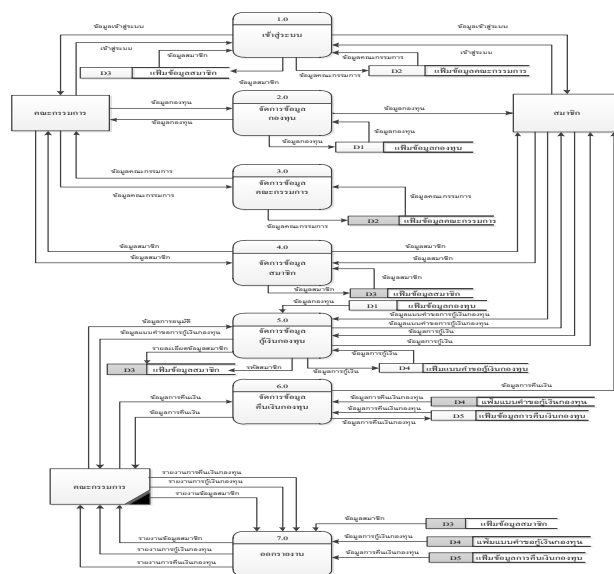 1.0
เข้าสู่ระบบ
ข้อมูลเข้าสู่ระบบ
ข้อมูลเข้าสู่ระบบ
เข้าสู่ระบบ
เข้าสู่ระบบ
ข้อมูลสมาชิก
ข้อมูลคณะกรรมการ
D3 แฟ้มข้อมูลสมาชิก
D2 แฟ้มข้อมูลคณะกรรมการ
ข้อมูลสมาชิก
ข้อมูลคณะกรรมการ
คณะกรรมการ
สมาชิก
2.0
จัดการข้อมูล
กองทุน
ข้อมูลกองทุน
ข้อมูลกองทุน
ข้อมูลกองทุน
ข้อมูลกองทุน
ข้อมูลกองทุน
D1 แฟ้มข้อมูลกองทุน
3.0
จัดการข้อมูล
คณะกรรมการ
ข้อมูลคณะกรรมการ
ข้อมูลคณะกรรมการ
ข้อมูลคณะกรรมการ
ข้อมูลคณะกรรมการ
D2 แฟ้มข้อมูลคณะกรรมการ
4.0
จัดการข้อมูล
สมาชิก
ข้อมูลสมาชิก
ข้อมูลสมาชิก
ข้อมูลสมาชิก
ข้อมูลสมาชิก
ข้อมูลสมาชิก
ข้อมูลสมาชิก
D3 แฟ้มข้อมูลสมาชิก
D1 แฟ้มข้อมูลกองทุน
ข้อมูลกองทุน
5.0
จัดการข้อมูล
กู้เงินกองทุน
ข้อมูลการอนุมัติ
ข้อมูลแบบคำขอกู้เงินกองทุน
รายละเอียดข้อมูลสมาชิก
ข้อมูลแบบคำขอกู้เงินกองทุน
ข้อมูลแบบคำขอกู้เงินกองทุน
ข้อมูลการกู้เงิน
ข้อมูลการกู้เงิน
ข้อมูลการกู้เงิน
ข้อมูลการกู้เงิน
D3 แฟ้มข้อมูลสมาชิก
รหัสสมาชิก
D4 แฟ้มแบบคำขอกู้เงินกองทุน
6.0
จัดการข้อมูล
คืนเงินกองทุน
ข้อมูลการคืนเงิน
ข้อมูลการคืนเงิน
ข้อมูลการคืนเงิน
ข้อมูลการคืนเงินกองทุน
ข้อมูลการคืนเงินกองทุน
ข้อมูลการคืนเงินกองทุน
D4 แฟ้มแบบคำขอกู้เงินกองทุน
D5 แฟ้มข้อมูลการคืนเงินกองทุน
คณะกรรมการ
รายงานการคืนเงินกองทุน
รายงานการกู้เงินกองทุน
รายงานข้อมูลสมาชิก
7.0
ออกรายงาน
รายงานข้อมูลสมาชิก
รายงานการกู้เงินกองทุน
รายงานการคืนเงินกองทุน
ข้อมูลสมาชิก
ข้อมูลการกู้เงินกองทุน
ข้อมูลการคืนเงินกองทุน
D3 แฟ้มข้อมูลสมาชิก
D4 แฟ้มแบบคำขอกู้เงินกองทุน
D5 แฟ้มข้อมูลการคืนเงินกองทุน